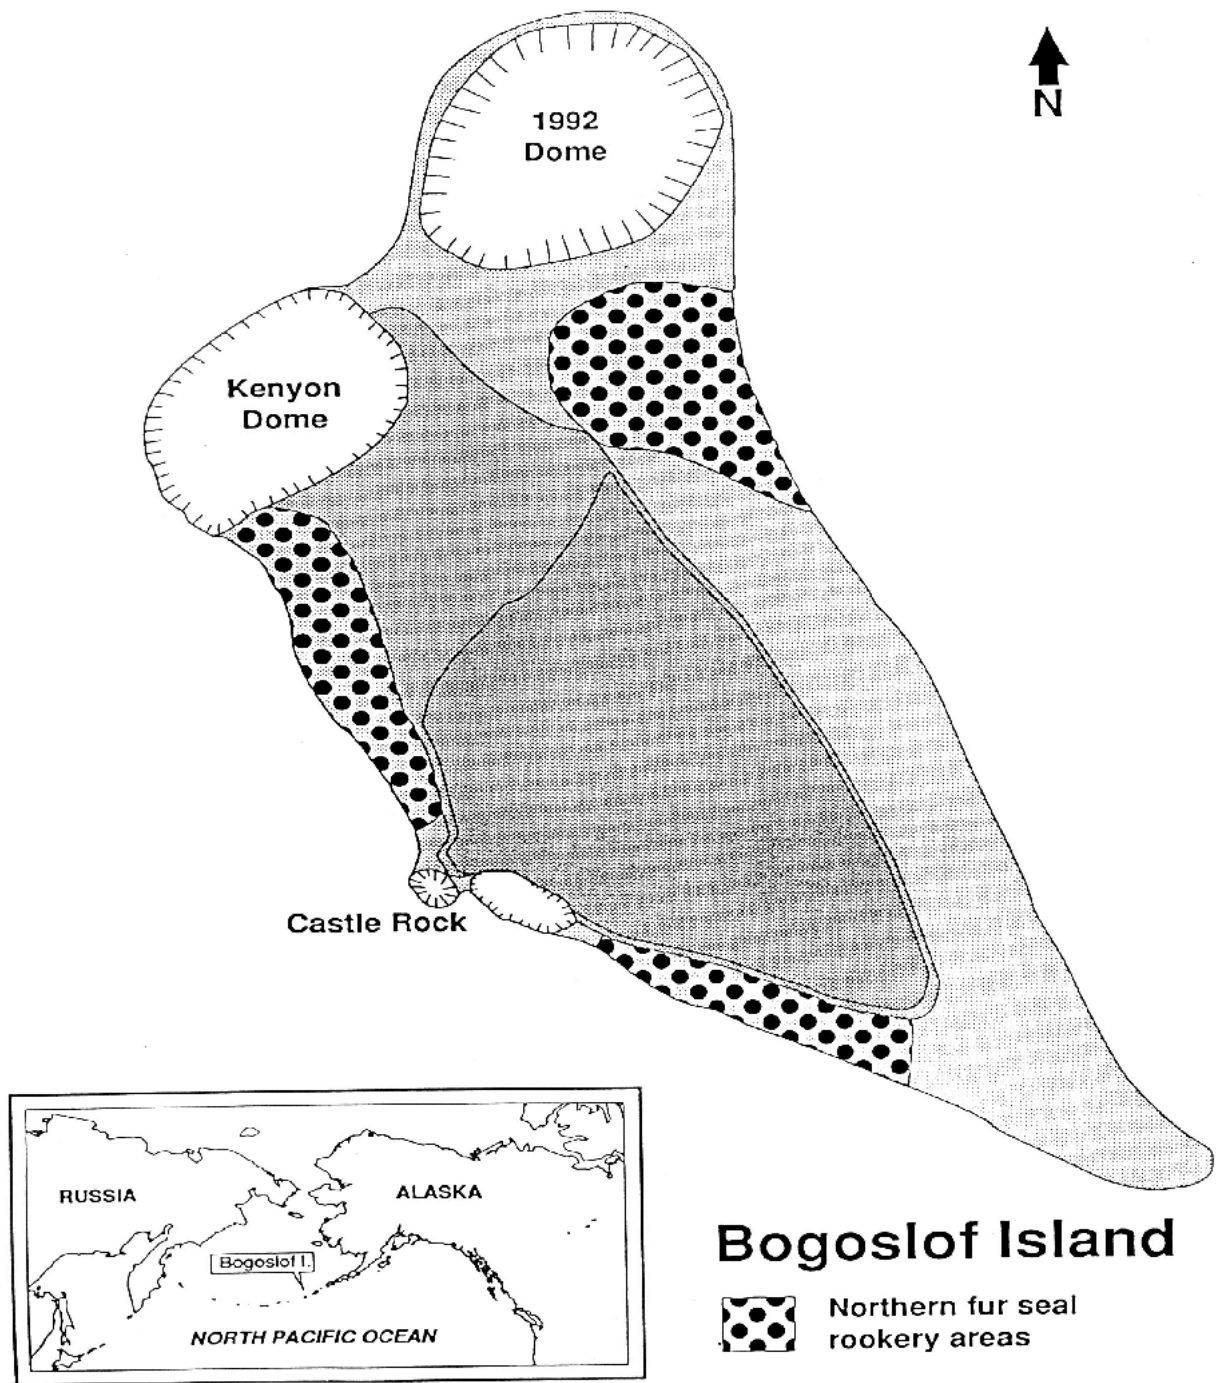 1992
Dome
N
Kenyon
Dome
Castle Rock
RUSSIA
ALASKA
Bogoslof I.
NORTH PACIFIC OCEAN
Bogoslof Island
Northern fur seal
rookery areas